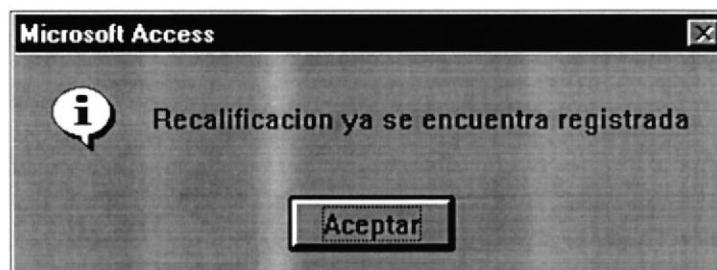 Microsoft Access
Recalificacion ya se encuentra registrada
Aceptar